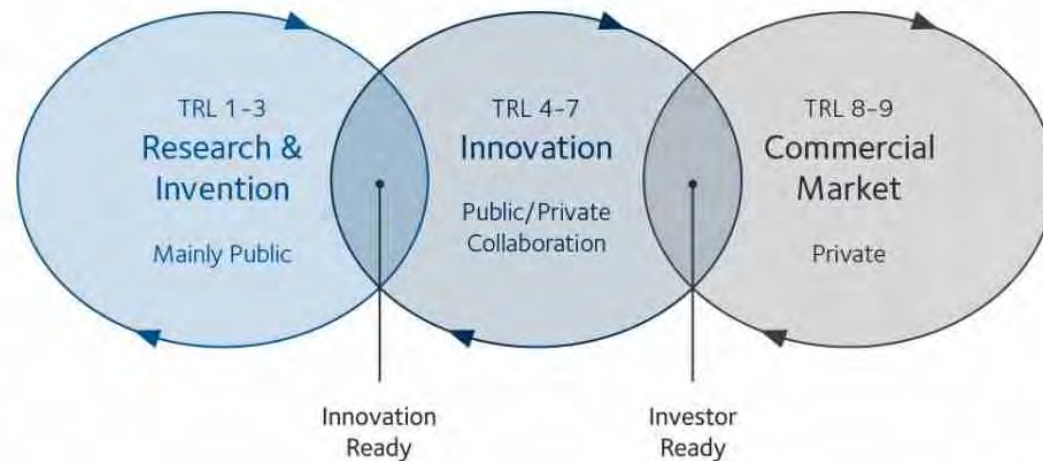 TRL 1–3
Research &
Invention
Mainly Public
TRL 4–7
Innovation
Public/Private
Collaboration
TRL 8–9
Commercial
Market
Private
Innovation
Ready
Investor
Ready